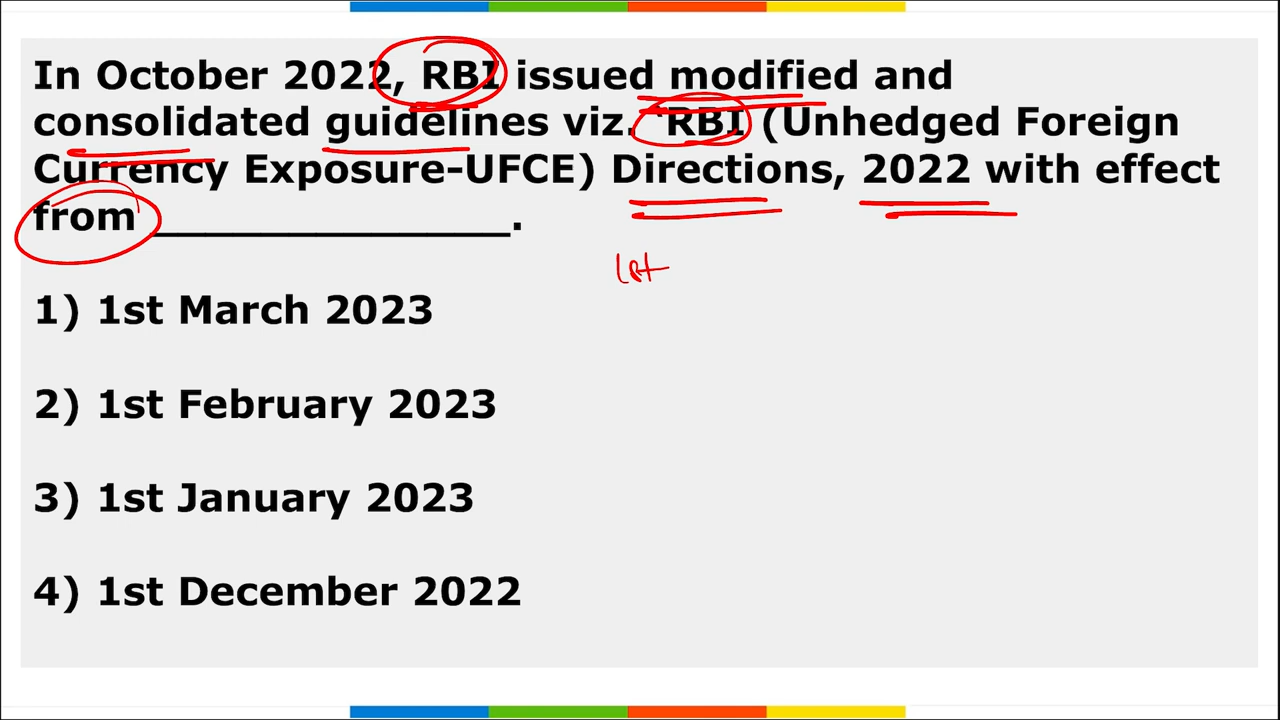 In October 2022, RBI issued modified and
consolidated guidelines viz. 'RBI (Unhedged Foreign
Currency Exposure-UFCE) Directions, 2022 with effect
from _______________.
1st
1) 1st March 2023
2) 1st February 2023
3) 1st January 2023
4) 1st December 2022